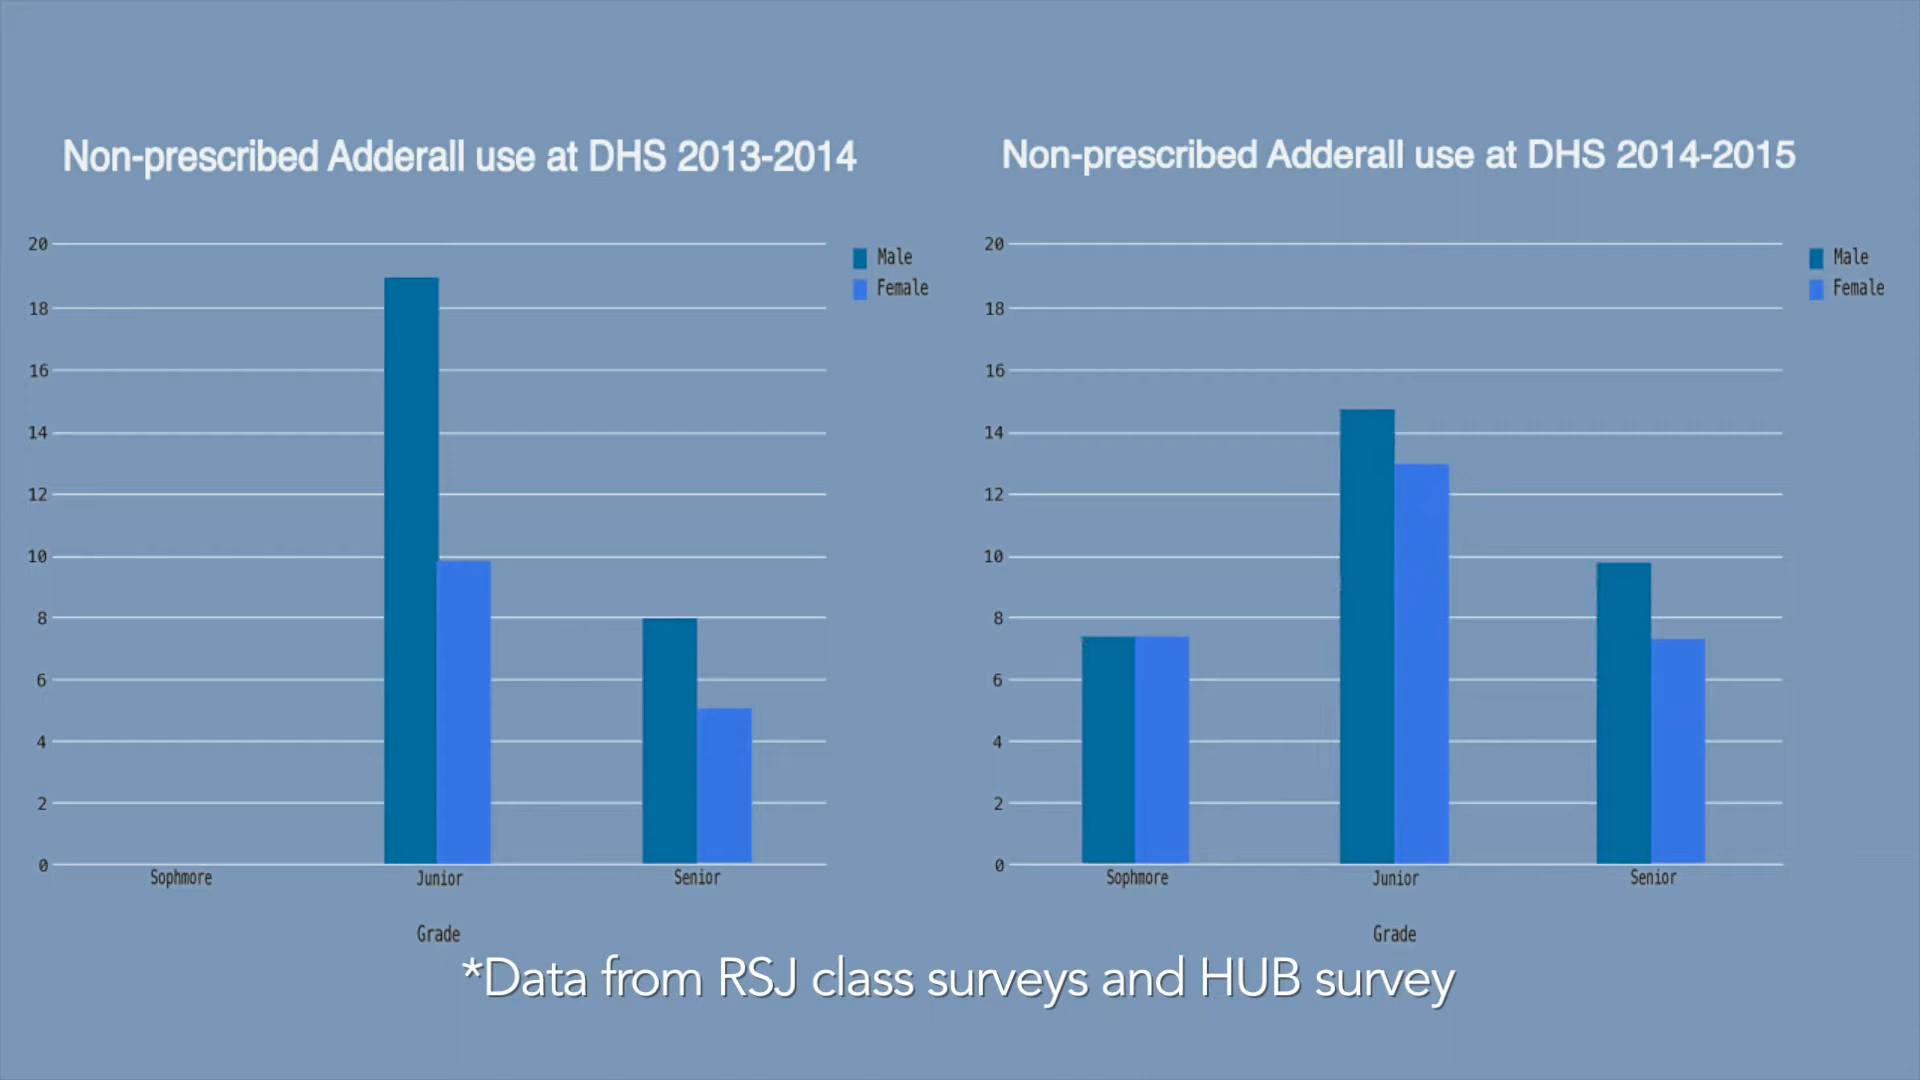 Non-prescribed Adderall use at DHS 2013-2014
20
18
16
14
12
10
8
6
4
2
0
Male
Female
Sophmore Junior Senior
Grade
Non-prescribed Adderall use at DHS 2014-2015
20
18
16
14
12
10
8
6
4
2
0
Male
Female
Sophmore Junior Senior
Grade
*Data from RSJ class surveys and HUB survey